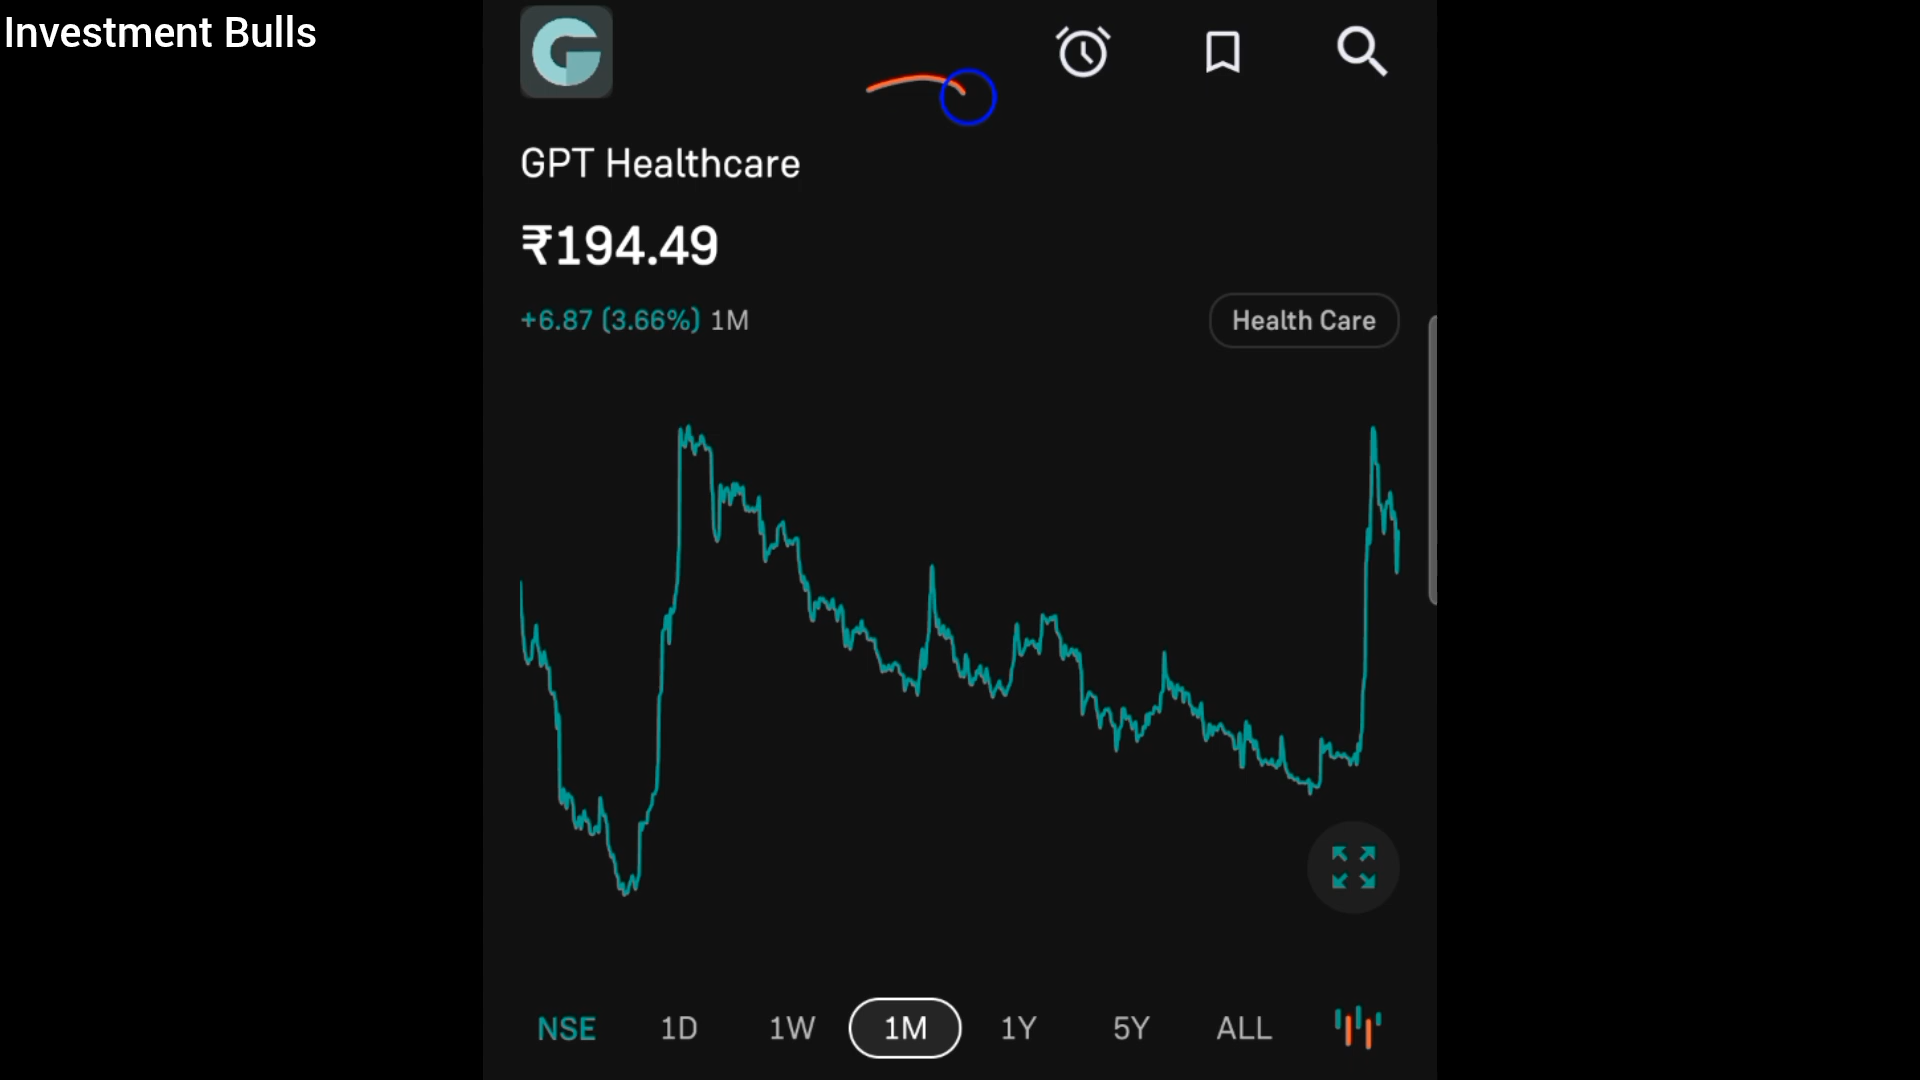 Investment Bulls
GPT Healthcare
₹194.49
+6.87 (3.66%) 1M
Health Care
NSE 1D 1W 1M 1Y 5Y ALL